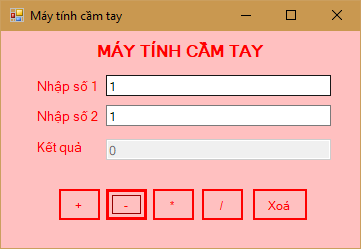 Máy tính cầm tay
MÁY TÍNH CẦM TAY
Nhập số 1 1
Nhập số 2 1
Kết quả 0
+ - * / Xoá